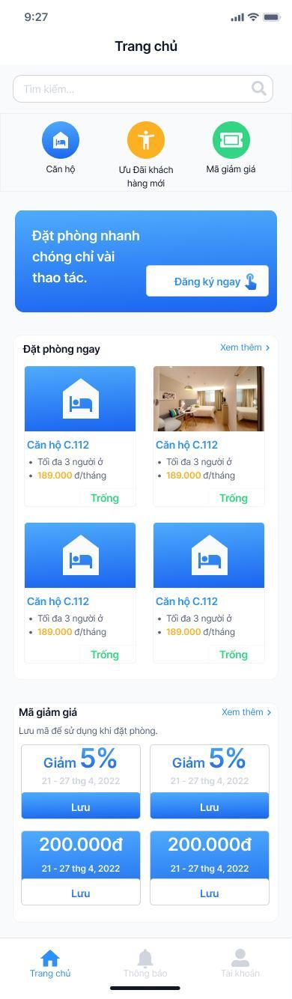 9:27
Trang chủ
Tìm kiếm...
Căn hộ
Ưu Đãi khách
hàng mới
Mã giảm giá
Đặt phòng nhanh
chóng chỉ vài
thao tác.
Đăng ký ngay
Đặt phòng ngay
Xem thêm
Căn hộ C.112
• Tối đa 3 người ở
• 189.000 đ/tháng
Trống
Căn hộ C.112
• Tối đa 3 người ở
• 189.000 đ/tháng
Trống
Căn hộ C.112
• Tối đa 3 người ở
• 189.000 đ/tháng
Trống
Căn hộ C.112
• Tối đa 3 người ở
• 189.000 đ/tháng
Trống
Mã giảm giá
Xem thêm
Lưu mã để sử dụng khi đặt phòng.
Giảm 5%
21 - 27 thg 4, 2022
Lưu
Giảm 5%
21 - 27 thg 4, 2022
Lưu
200.000đ
21 - 27 thg 4, 2022
Lưu
200.000đ
21 - 27 thg 4, 2022
Lưu
Trang chủ
Thông báo
Tài khoản